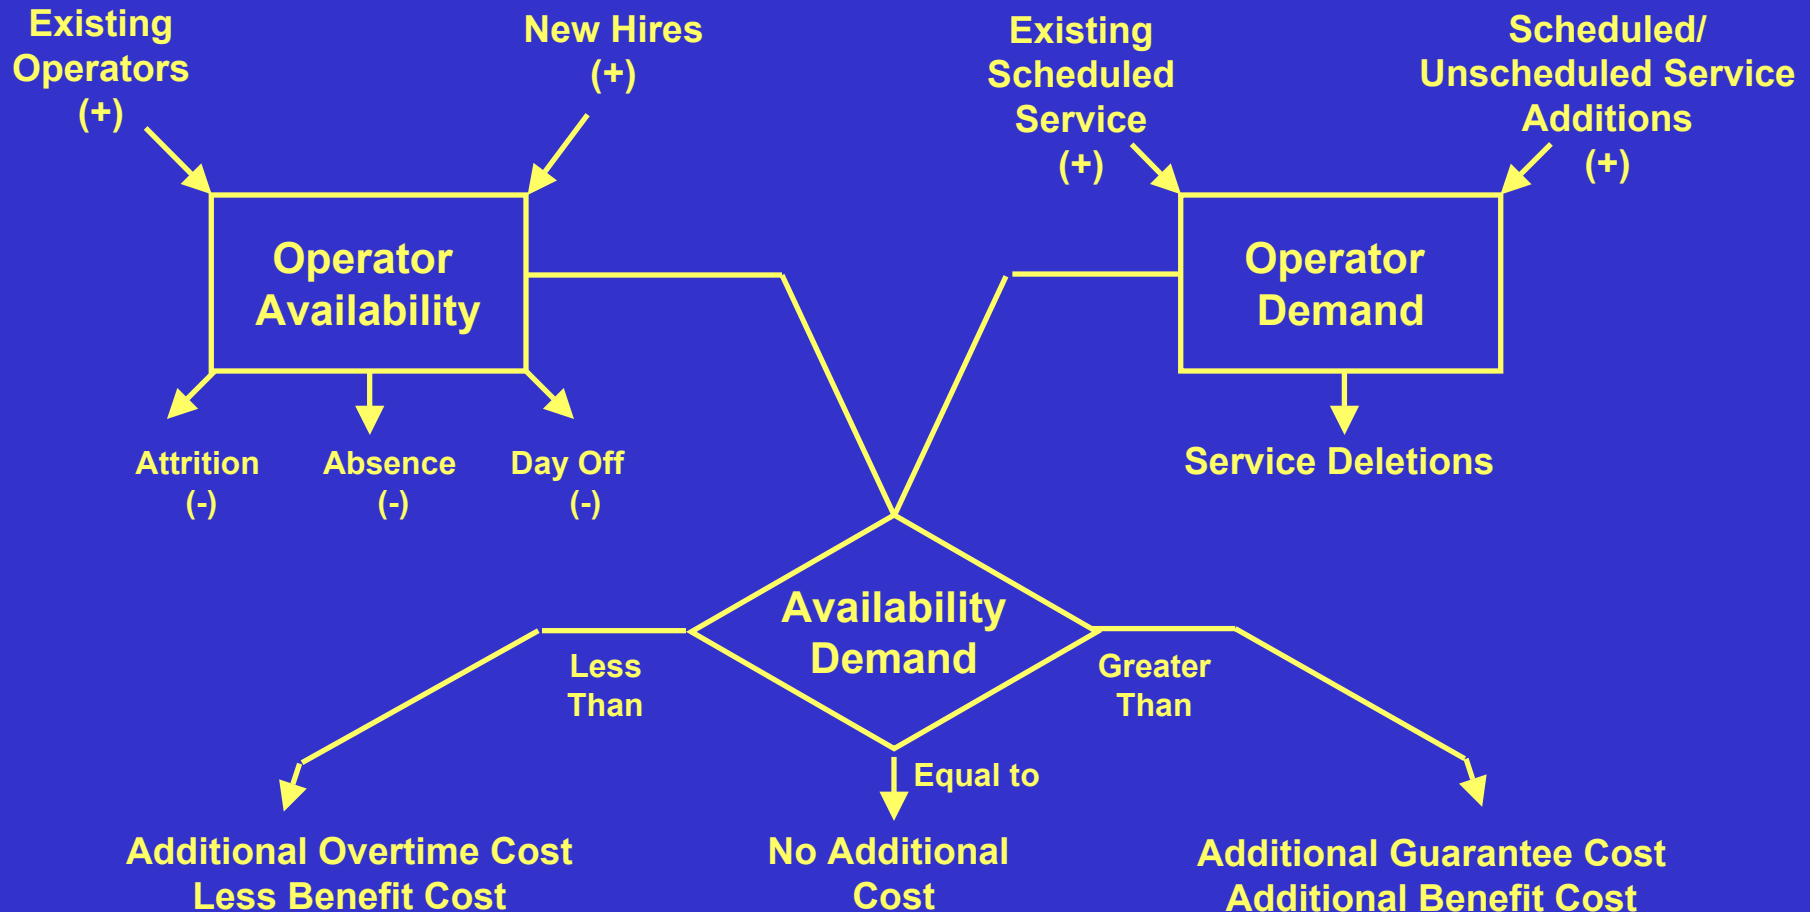 Existing
Operators
(+)
New Hires
(+)
Existing
Scheduled
Service
(+)
Scheduled/
Unscheduled Service
Additions
(+)
Operator
Availability
Operator
Demand
Attrition
(-)
Absence
(-)
Day Off
(-)
Service Deletions
Availability
Demand
Less
Than
Greater
Than
Equal to
Additional Overtime Cost
Less Benefit Cost
No Additional
Cost
Additional Guarantee Cost
Additional Benefit Cost